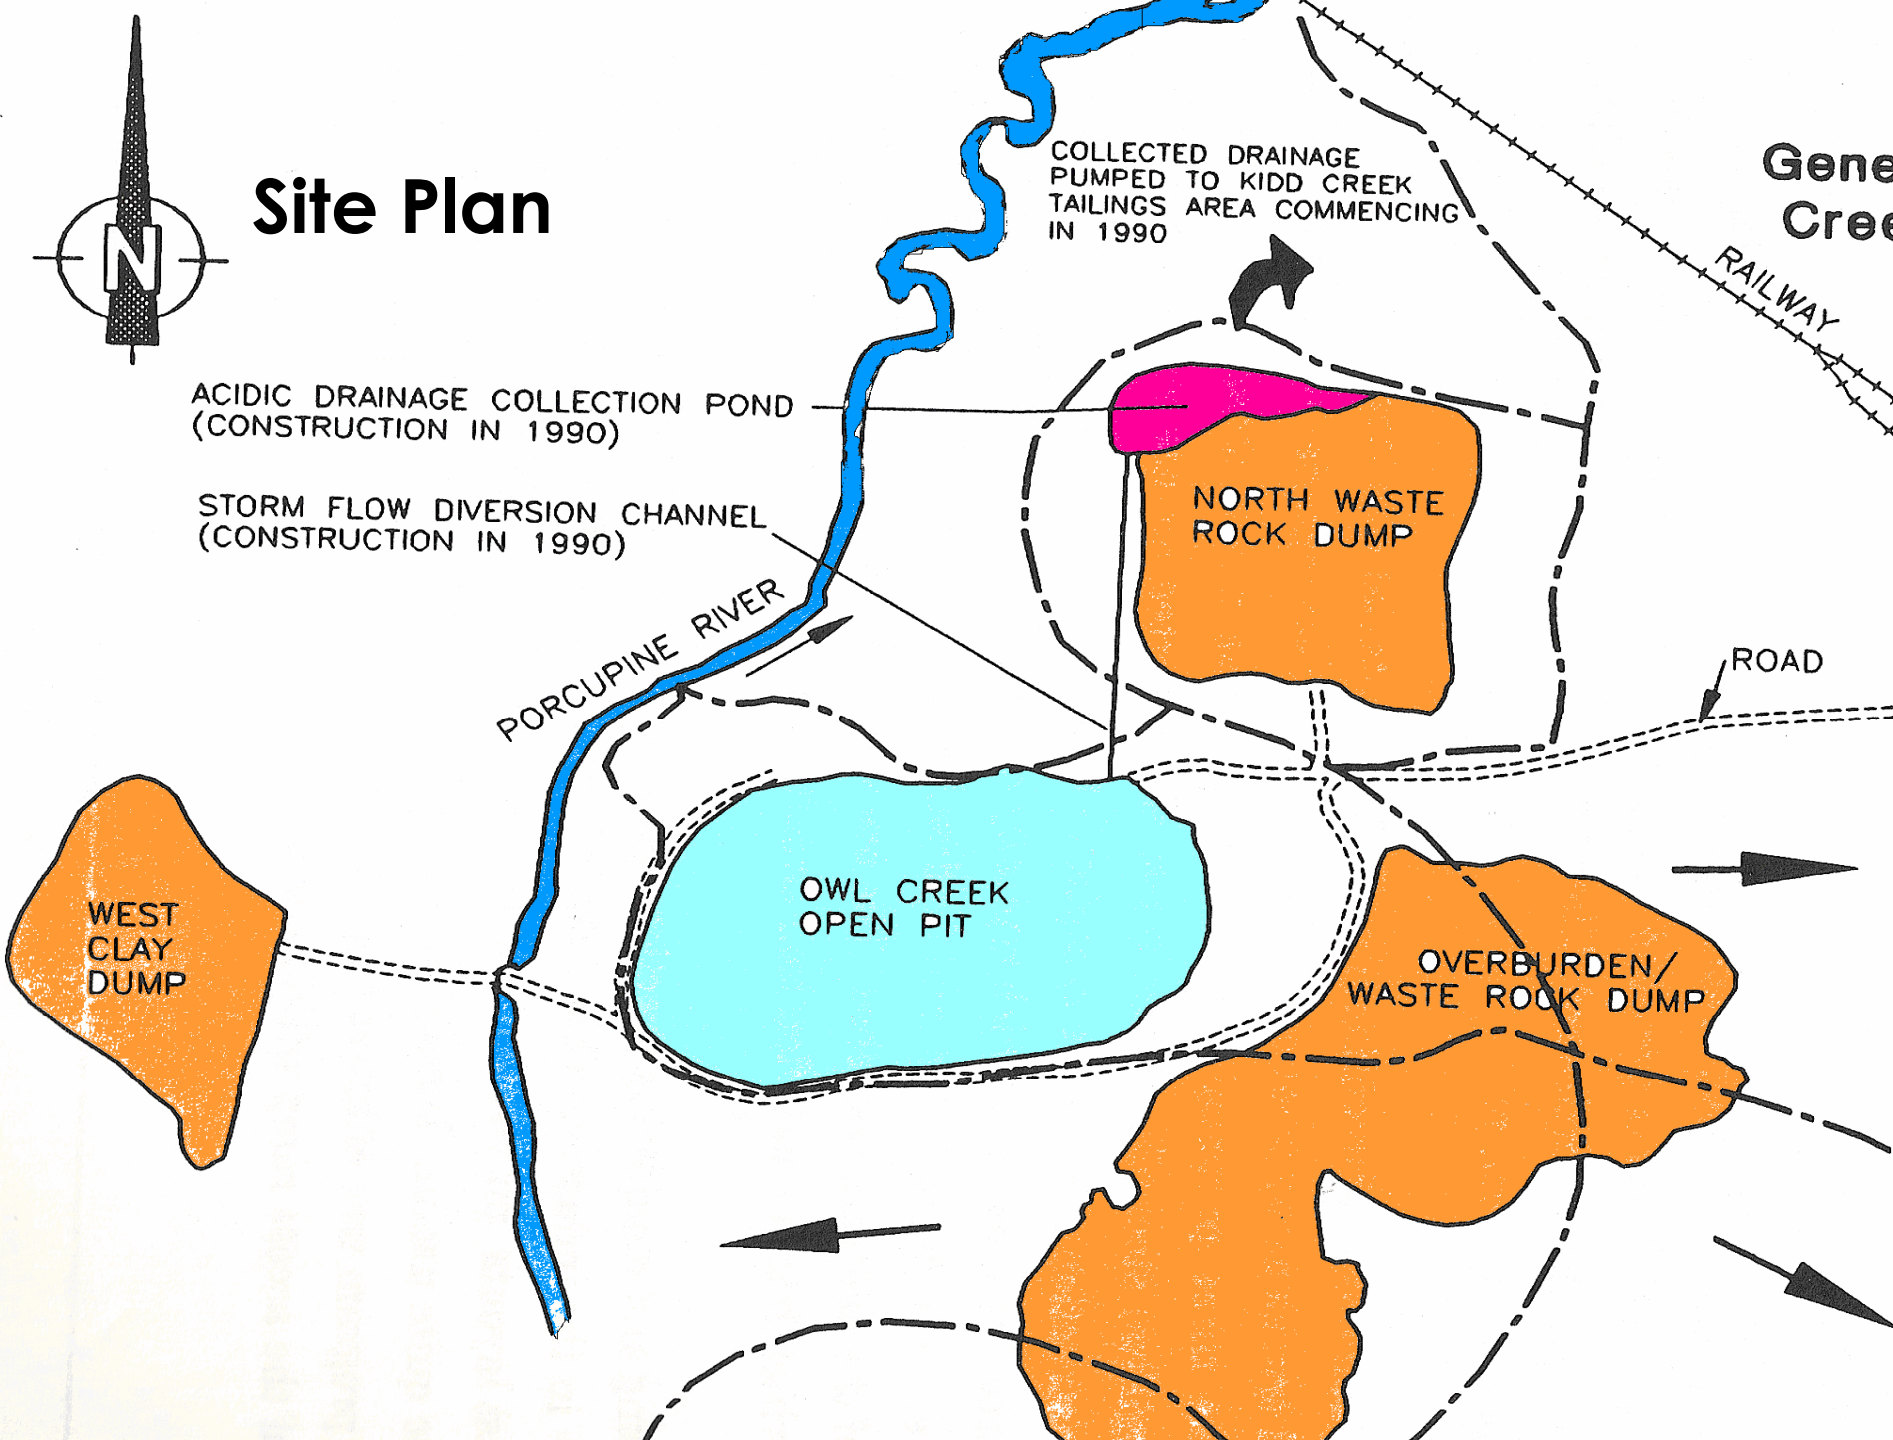 Site Plan
N
COLLECTED DRAINAGE
PUMPED TO KIDD CREEK
TAILINGS AREA COMMENCING
IN 1990
Gene
Cree
RAILWAY
ACIDIC DRAINAGE COLLECTION POND
(CONSTRUCTION IN 1990)
STORM FLOW DIVERSION CHANNEL
(CONSTRUCTION IN 1990)
NORTH WASTE
ROCK DUMP
PORCUPINE RIVER
ROAD
OWL CREEK
OPEN PIT
WEST
CLAY
DUMP
OVERBURDEN/
WASTE ROCK DUMP